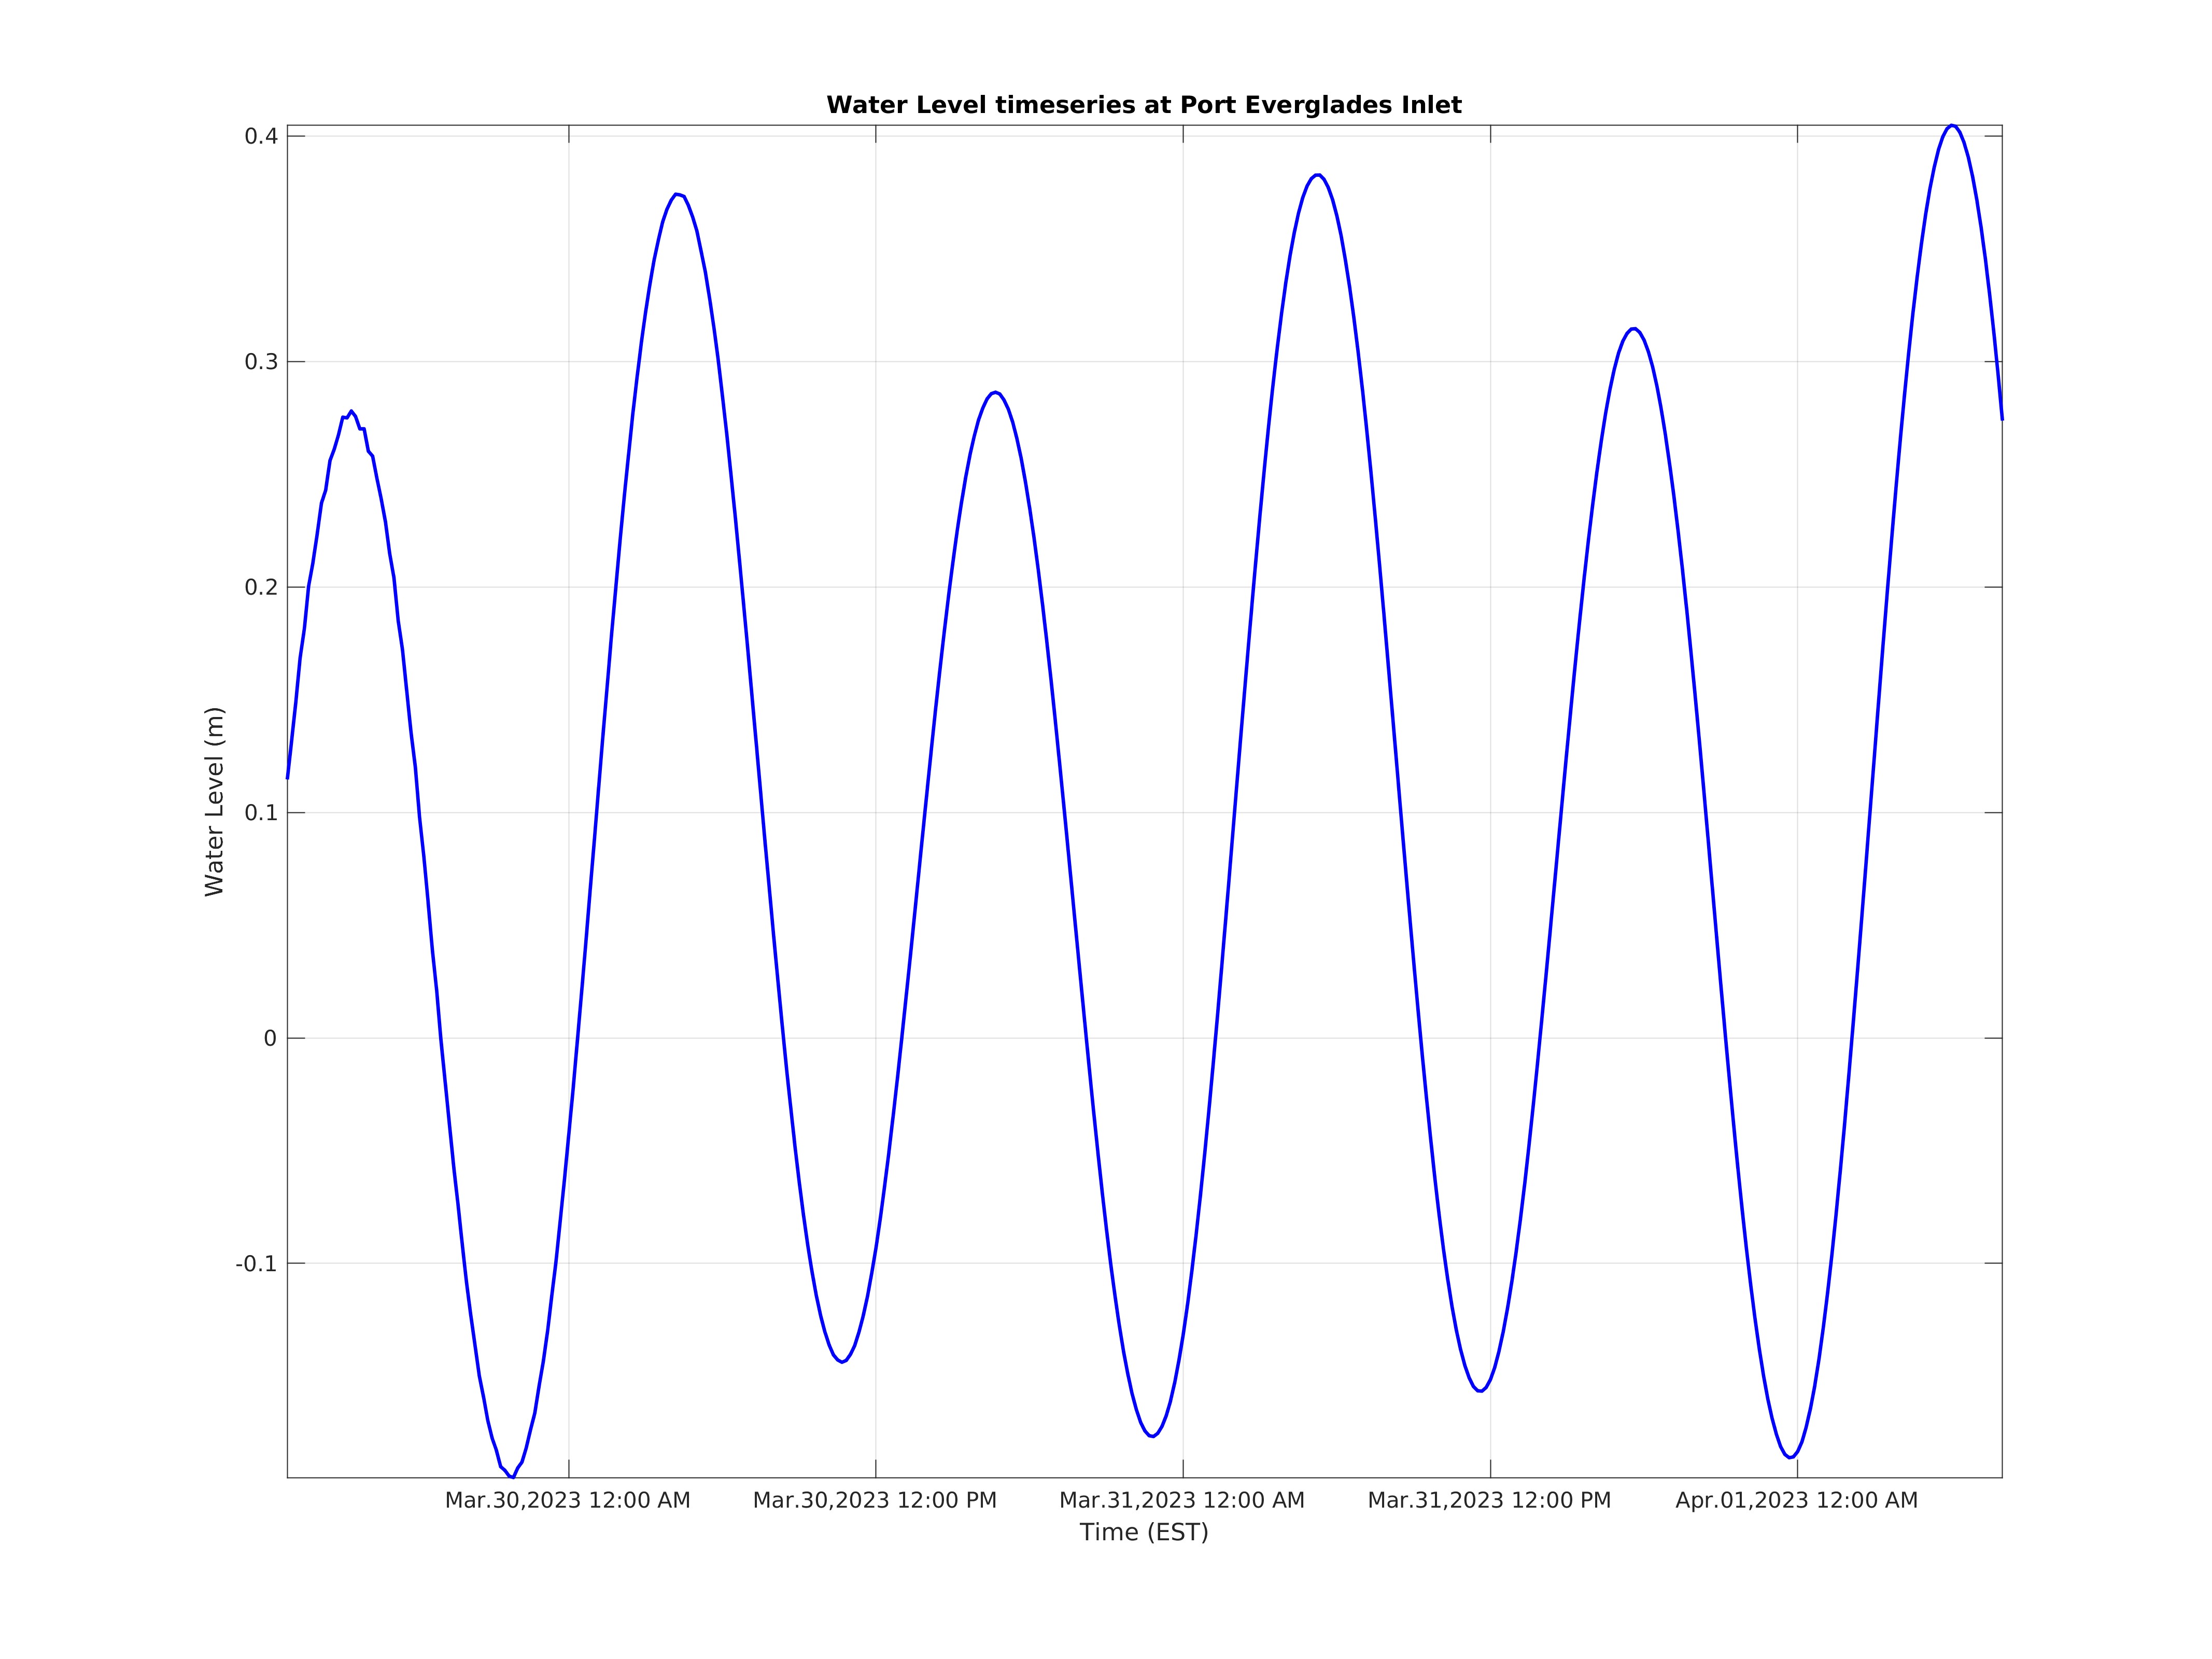 Water Level timeseries at Port Everglades Inlet
0.4
0.3
0.2
0.1
0
-0.1
Water Level (m)
Mar.30,2023 12:00 AM Mar.30,2023 12:00 PM Mar.31,2023 12:00 AM Mar.31,2023 12:00 PM Apr.01,2023 12:00 AM
Time (EST)